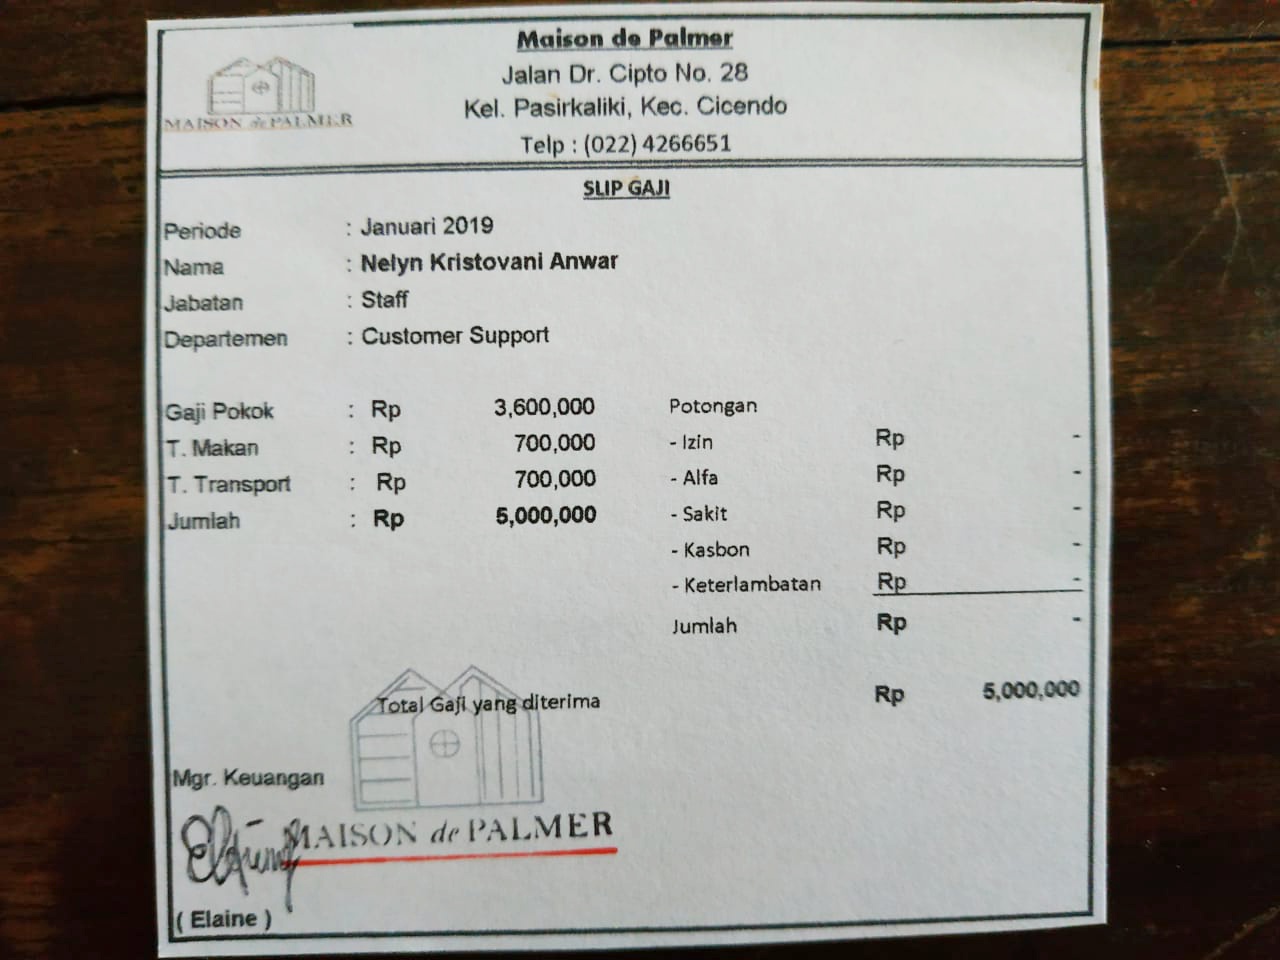 Maison de Palmer
Jalan Dr. Cipto No. 28
Kel. Pasirkaliki, Kec. Cicendo
Telp : (022) 4266651
MAISON de PALMER
SLIP GAJI
Periode : Januari 2019
Nama : Nelyn Kristovani Anwar
Jabatan : Staff
Departemen : Customer Support
Gaji Pokok : Rp 3,600,000 Potongan
T. Makan : Rp 700,000 - Izin Rp -
T. Transport : Rp 700,000 - Alfa Rp -
Jumlah : Rp 5,000,000 - Sakit Rp -
- Kasbon Rp -
- Keterlambatan Rp -
Jumlah Rp -
Total Gaji yang diterima Rp 5,000,000
Mgr. Keuangan
MAISON de PALMER
( Elaine )